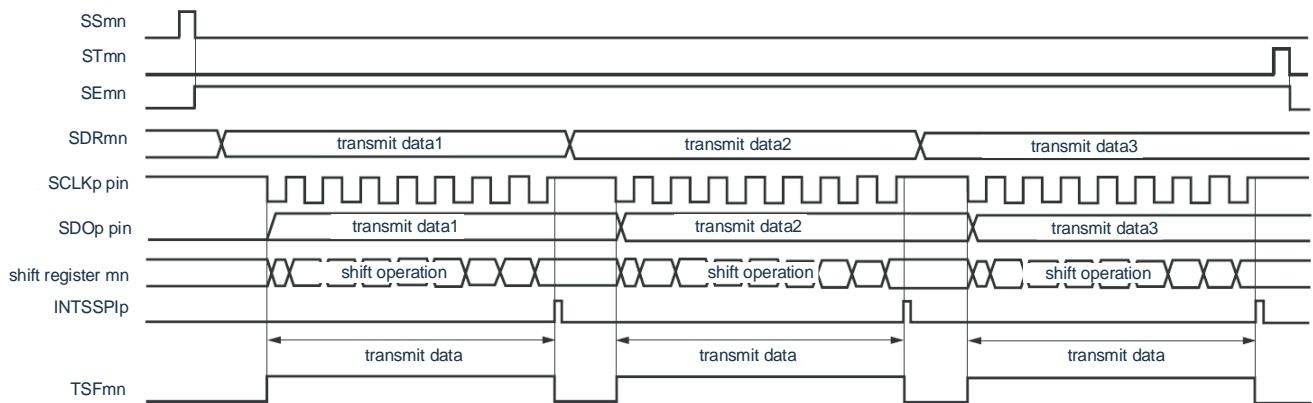 SSmn
STmn
SEmn
SDRmn transmit data1 transmit data2 transmit data3
SCLKp pin
SDOp pin transmit data1 transmit data2 transmit data3
shift register mn shift operation shift operation shift operation
INTSSPIp
transmit data transmit data transmit data
TSFmn